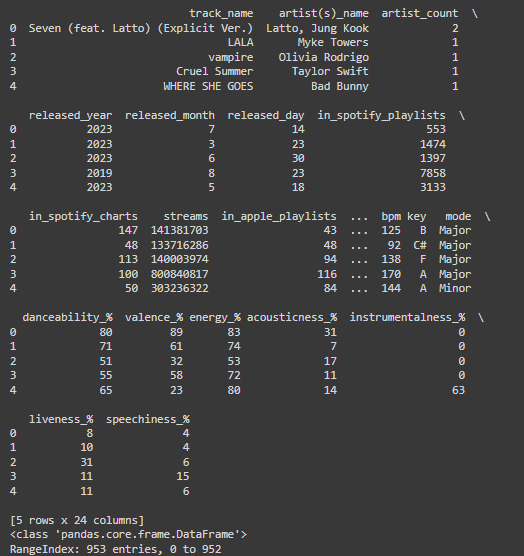 track_name artist(s)_name artist_count \
0 Seven (feat. Latto) (Explicit Ver.) Latto, Jung Kook 2
1 LALA Myke Towers 1
2 vampire Olivia Rodrigo 1
3 Cruel Summer Taylor Swift 1
4 WHERE SHE GOES Bad Bunny 1
released_year released_month released_day in_spotify_playlists \
0 2023 7 14 553
1 2023 3 23 1474
2 2023 6 30 1397
3 2019 8 23 7858
4 2023 5 18 3133
in_spotify_charts streams in_apple_playlists ... bpm key mode \
0 147 141381703 43 ... 125 B Major
1 48 133716286 48 ... 92 C# Major
2 113 140003974 94 ... 138 F Major
3 100 800840817 116 ... 170 A Major
4 50 303236322 84 ... 144 A Minor
danceability_% valence_% energy_% acousticness_% instrumentalness_% \
0 80 89 83 31 0
1 71 61 74 7 0
2 51 32 53 17 0
3 55 58 72 11 0
4 65 23 80 14 63
liveness_% speechiness_%
0 8 4
1 10 4
2 31 6
3 11 15
4 11 6
[5 rows x 24 columns]
<class 'pandas.core.frame.DataFrame'>
RangeIndex: 953 entries, 0 to 952